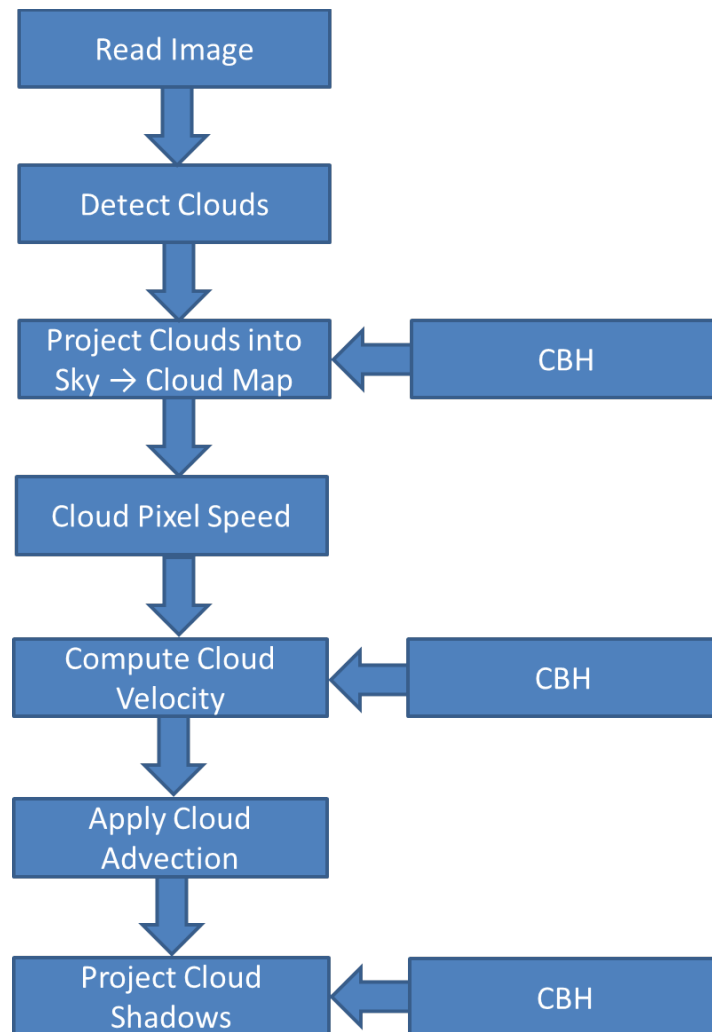 Read Image
Detect Clouds
Project Clouds into
Sky → Cloud Map
CBH
Cloud Pixel Speed
Compute Cloud
Velocity
CBH
Apply Cloud
Advection
Project Cloud
Shadows
CBH